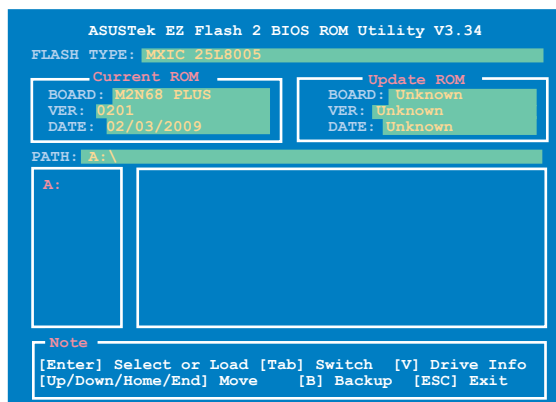 ASUSTek EZ Flash 2 BIOS ROM Utility V3.34
FLASH TYPE: MXIC 25L8005
Current ROM
BOARD: M2N68 PLUS
VER: 0201
DATE: 02/03/2009
Update ROM
BOARD: Unknown
VER: Unknown
DATE: Unknown
PATH: A:\
A:
Note
[Enter] Select or Load [Tab] Switch [V] Drive Info
[Up/Down/Home/End] Move [B] Backup [ESC] Exit